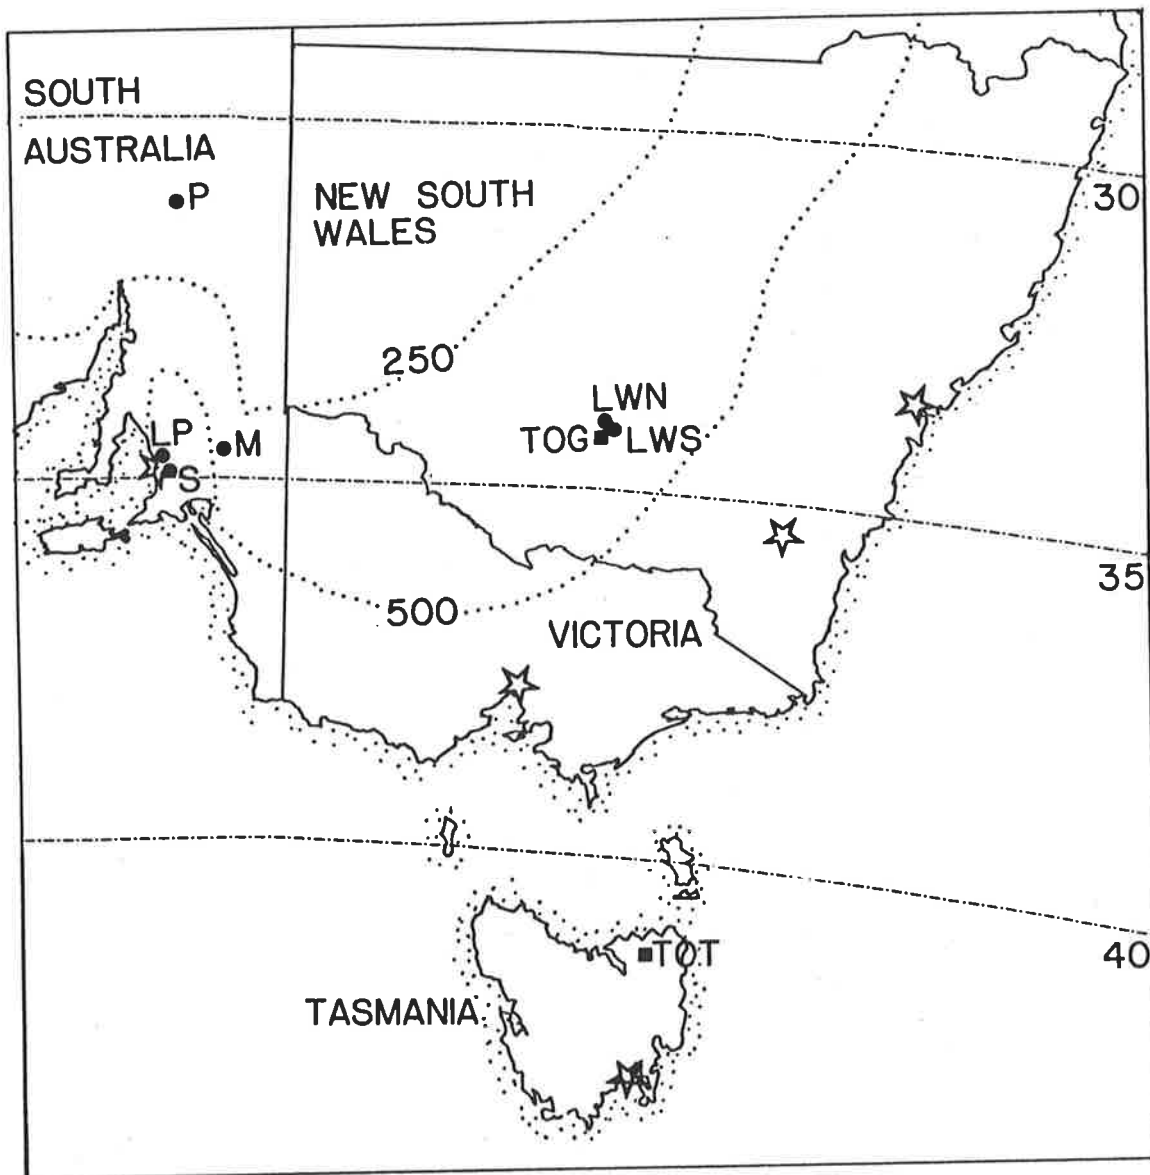 SOUTH
AUSTRALIA
P
NEW SOUTH
WALES
30
250
LWN
TOG
LWS
LP
M
S
35
500
VICTORIA
TOT
40
TASMANIA